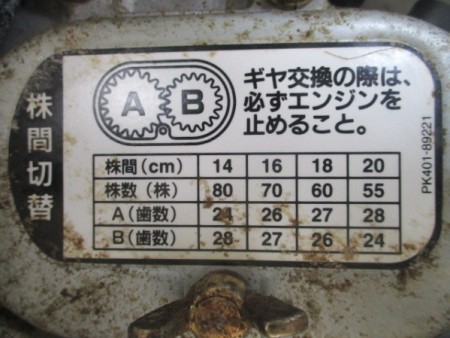 株間切替
A B
ギヤ交換の際は、
必ずエンジンを
止めること。
株間(cm) 14 16 18 20
株数(株) 80 70 60 55
A(歯数) 24 26 27 28
B(歯数) 28 27 26 24
PK401-89221